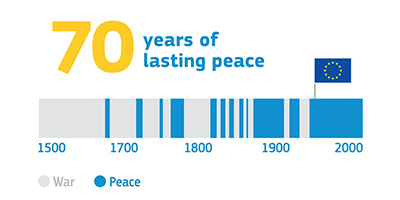 70 years of
lasting peace
1500 1700 1800 1900 2000
War Peace